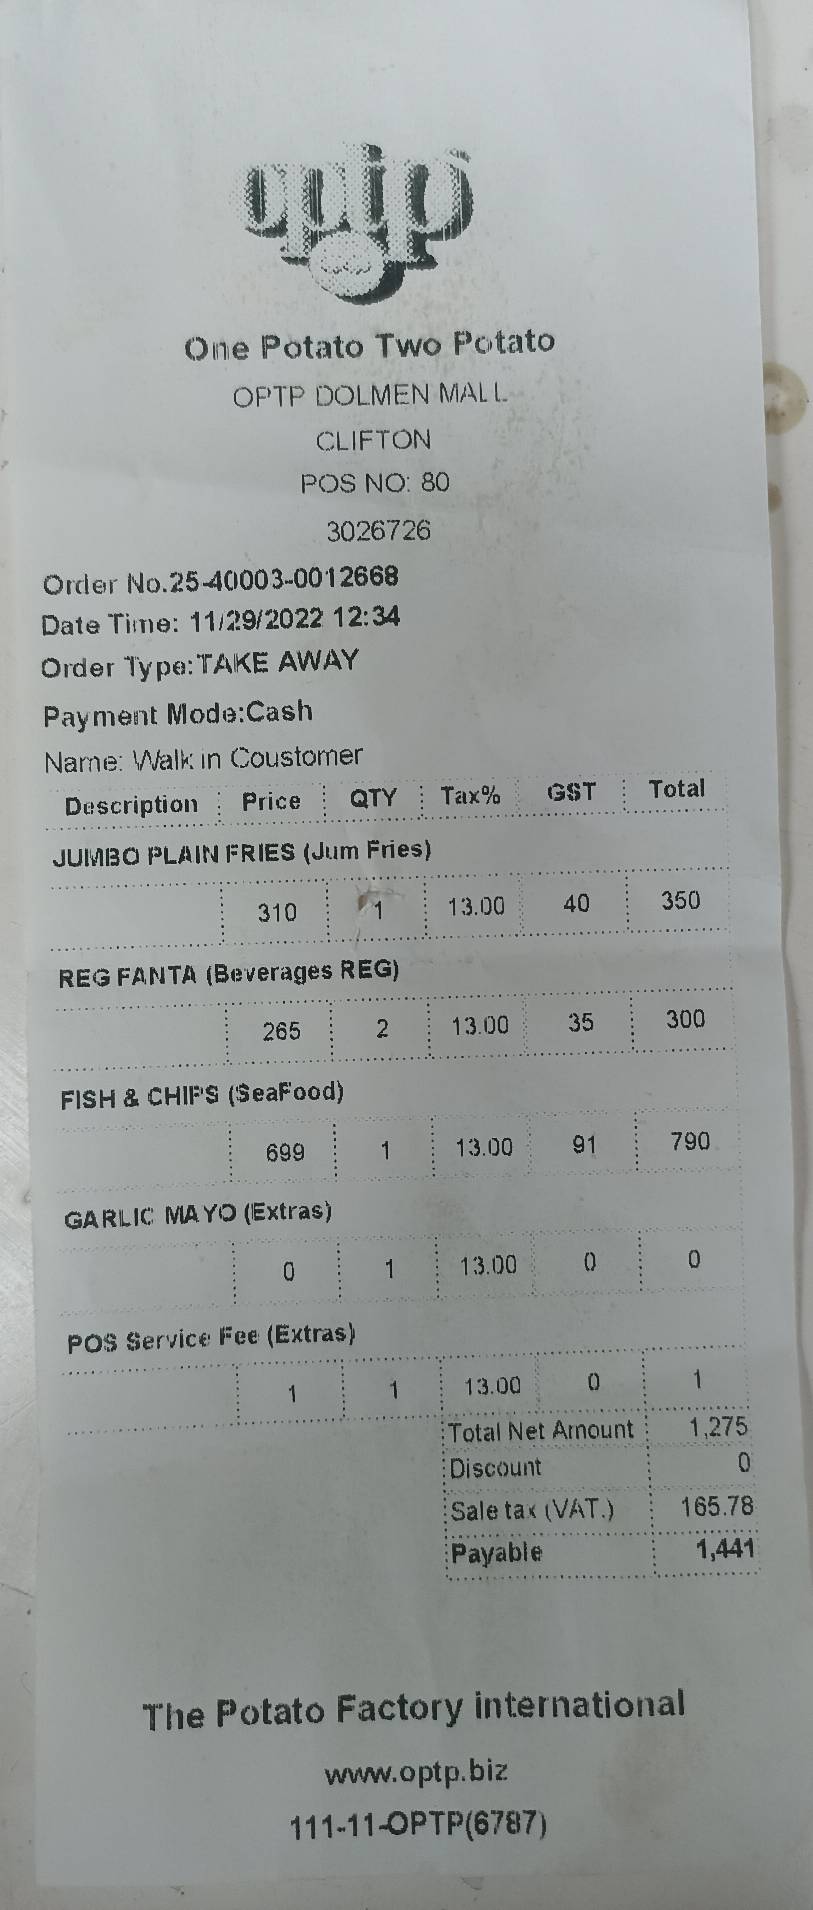 optp
One Potato Two Potato
OPTP DOLMEN MALL
CLIFTON
POS NO: 80
3026726
Order No.25-40003-0012668
Date Time: 11/29/2022 12:34
Order Type:TAKE AWAY
Payment Mode:Cash
Name: Walk in Coustomer
Description Price QTY Tax% GST Total
JUMBO PLAIN FRIES (Jum Fries)
310 1 13.00 40 350
REG FANTA (Beverages REG)
265 2 13.00 35 300
FISH & CHIPS (SeaFood)
699 1 13.00 91 790
GARLIC MAYO (Extras)
0 1 13.00 0 0
POS Service Fee (Extras)
1 1 13.00 0 1
Total Net Amount 1,275
Discount 0
Sale tax (VAT.) 165.78
Payable 1,441
The Potato Factory international
www.optp.biz
111-11-OPTP(6787)